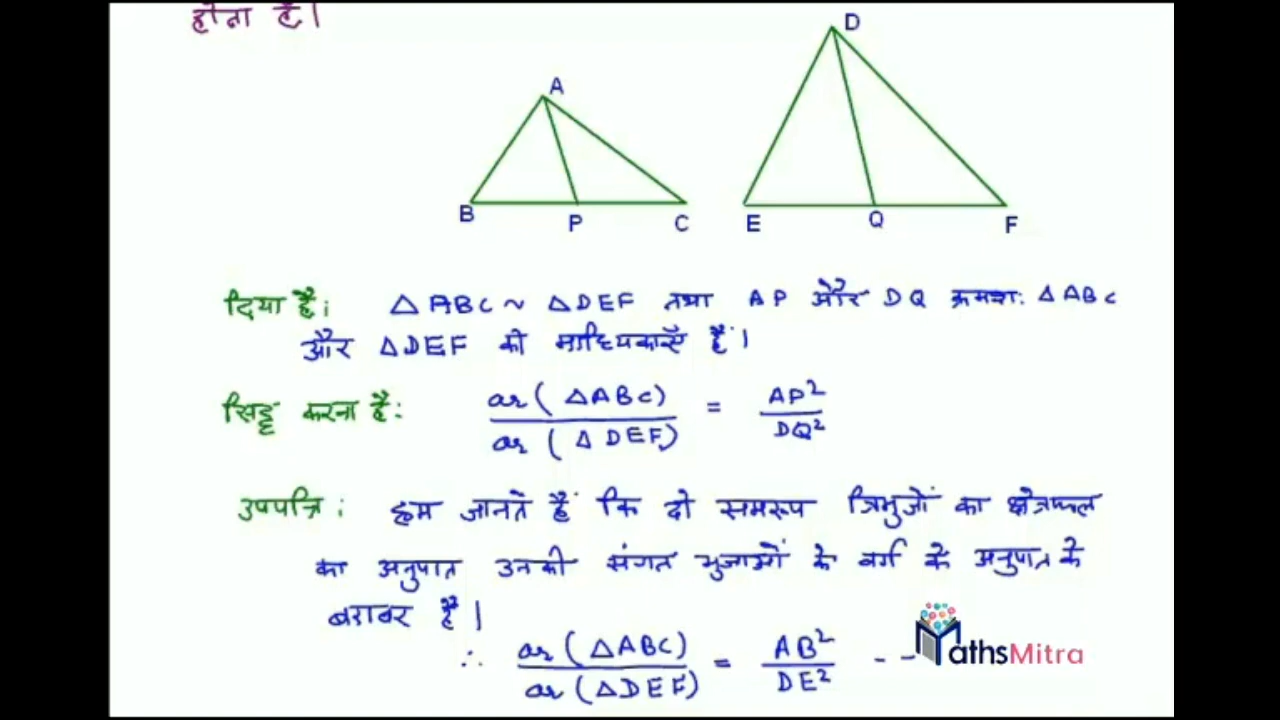 होता है।
D
A
B P C
E Q F
दिया है: △ABC ~ △DEF तथा AP और DQ क्रमशः △ABC
और △DEF की माध्यिकाएँ हैं।
सिद्ध करना है: ar(△ABC)/ar(△DEF) = AP²/DQ²
उपपत्ति: हम जानते हैं कि दो समरूप त्रिभुजों का क्षेत्रफल
का अनुपात उनकी संगत भुजाओं के वर्ग के अनुपात के
बराबर है।
∴ ar(△ABC)/ar(△DEF) = AB²/DE² --
MathsMitra